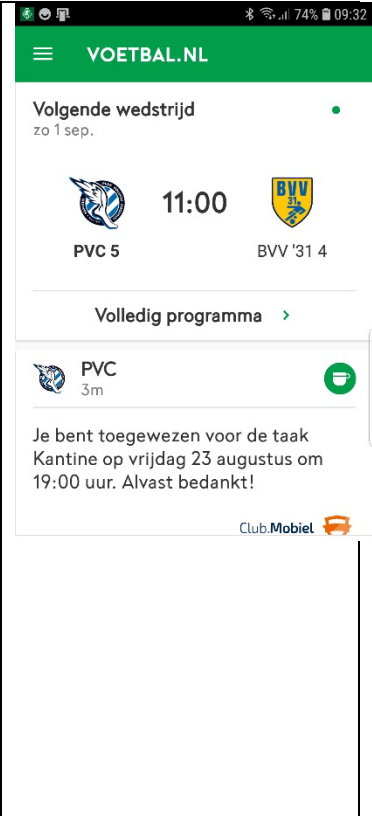 74% 09:32
VOETBAL.NL
Volgende wedstrijd
zo 1 sep.
11:00
BVV
31
PVC 5
BVV '31 4
Volledig programma
PVC
3m
Je bent toegewezen voor de taak
Kantine op vrijdag 23 augustus om
19:00 uur. Alvast bedankt!
Club.Mobiel